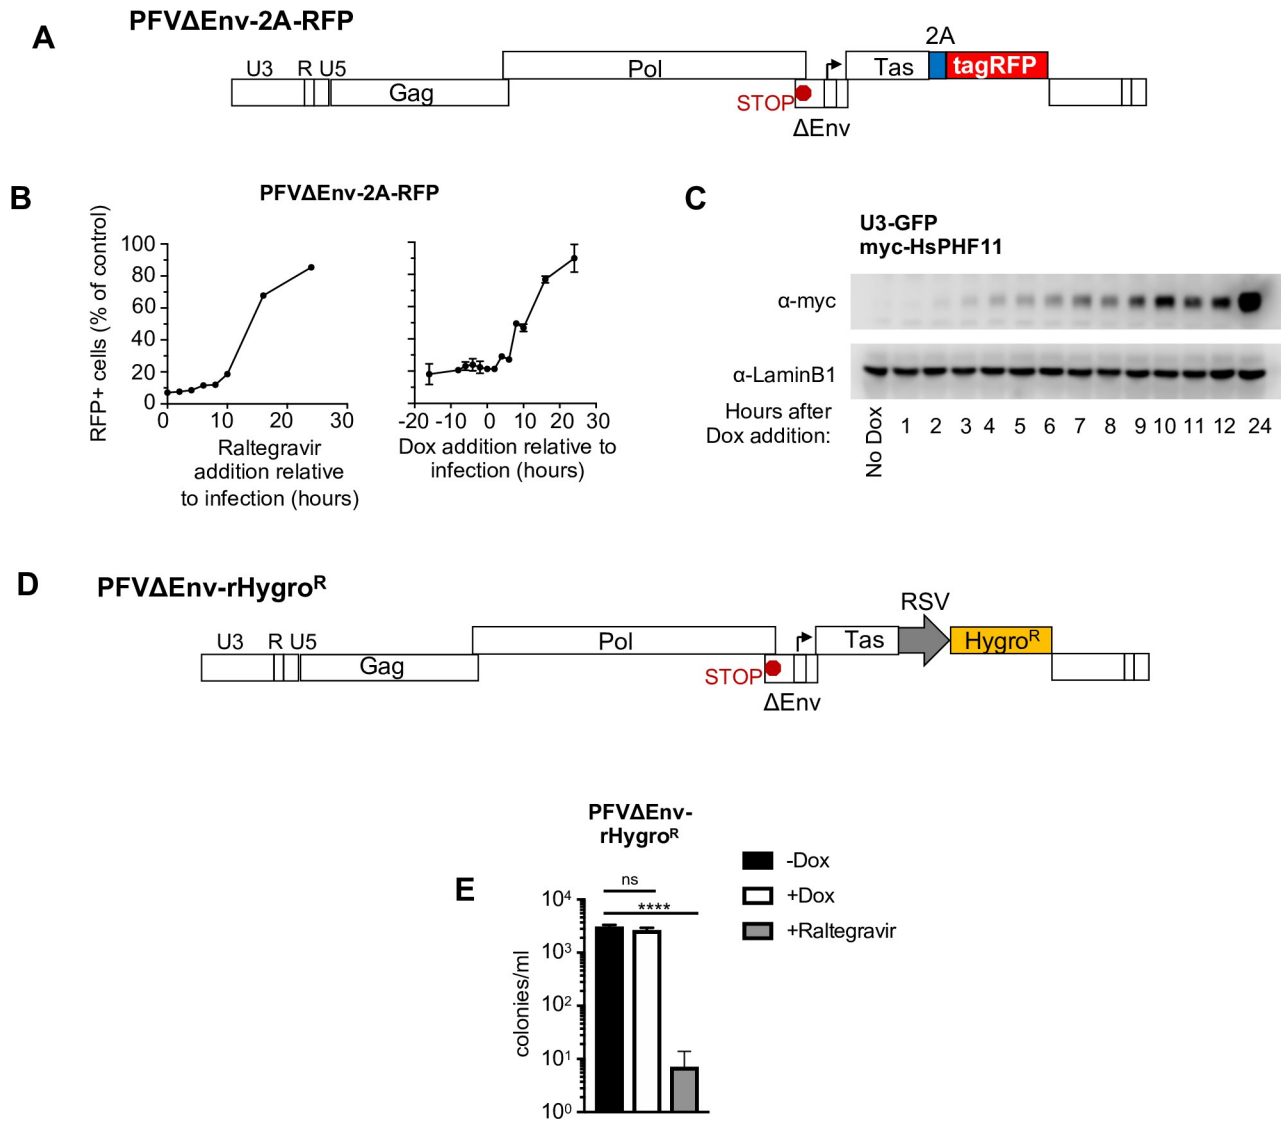 A
PFVΔEnv-2A-RFP
2A
U3 R U5 Pol Tas tagRFP
Gag
STOP
ΔEnv
B
PFVΔEnv-2A-RFP
RFP+ cells (% of control)
100
80
60
40
20
0
0 10 20 30
Raltegravir
addition relative
to infection (hours)
-20 -10 0 10 20 30
Dox addition relative to
infection (hours)
C
U3-GFP
myc-HsPHF11
α-myc
α-LaminB1
Hours after
Dox addition:
No Dox 1 2 3 4 5 6 7 8 9 10 11 12 24
D
PFVΔEnv-rHygroᴿ
RSV
U3 R U5 Pol Tas Hygroᴿ
Gag
STOP
ΔEnv
E
PFVΔEnv-
rHygroᴿ
ns
****
colonies/ml
10⁴
10³
10²
10¹
10⁰
-Dox
+Dox
+Raltegravir